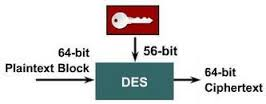 56-bit
64-bit
Plaintext Block
DES
64-bit
Ciphertext